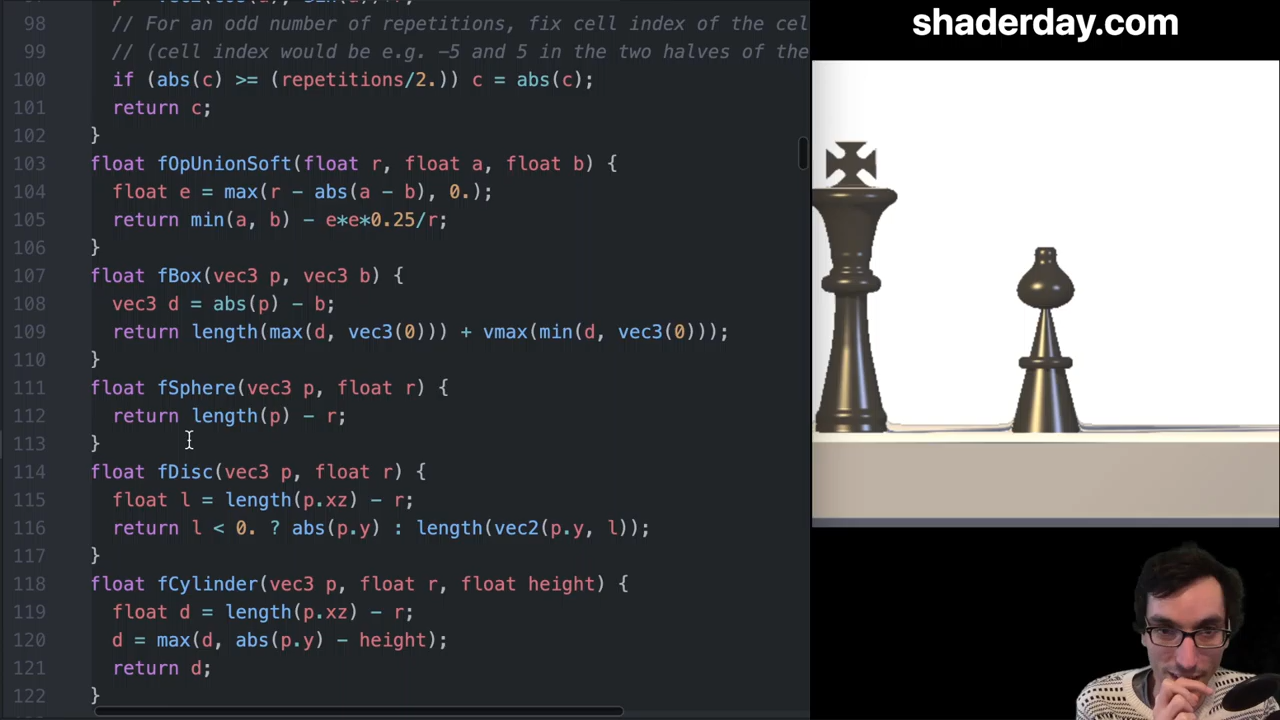 98 // For an odd number of repetitions, fix cell index of the cel
99 // (cell index would be e.g. -5 and 5 in the two halves of the
100 if (abs(c) >= (repetitions/2.)) c = abs(c);
101 return c;
102 }
103 float fOpUnionSoft(float r, float a, float b) {
104 float e = max(r - abs(a - b), 0.);
105 return min(a, b) - e*e*0.25/r;
106 }
107 float fBox(vec3 p, vec3 b) {
108 vec3 d = abs(p) - b;
109 return length(max(d, vec3(0))) + vmax(min(d, vec3(0)));
110 }
111 float fSphere(vec3 p, float r) {
112 return length(p) - r;
113 }
114 float fDisc(vec3 p, float r) {
115 float l = length(p.xz) - r;
116 return l < 0. ? abs(p.y) : length(vec2(p.y, l));
117 }
118 float fCylinder(vec3 p, float r, float height) {
119 float d = length(p.xz) - r;
120 d = max(d, abs(p.y) - height);
121 return d;
122 }
shaderday.com